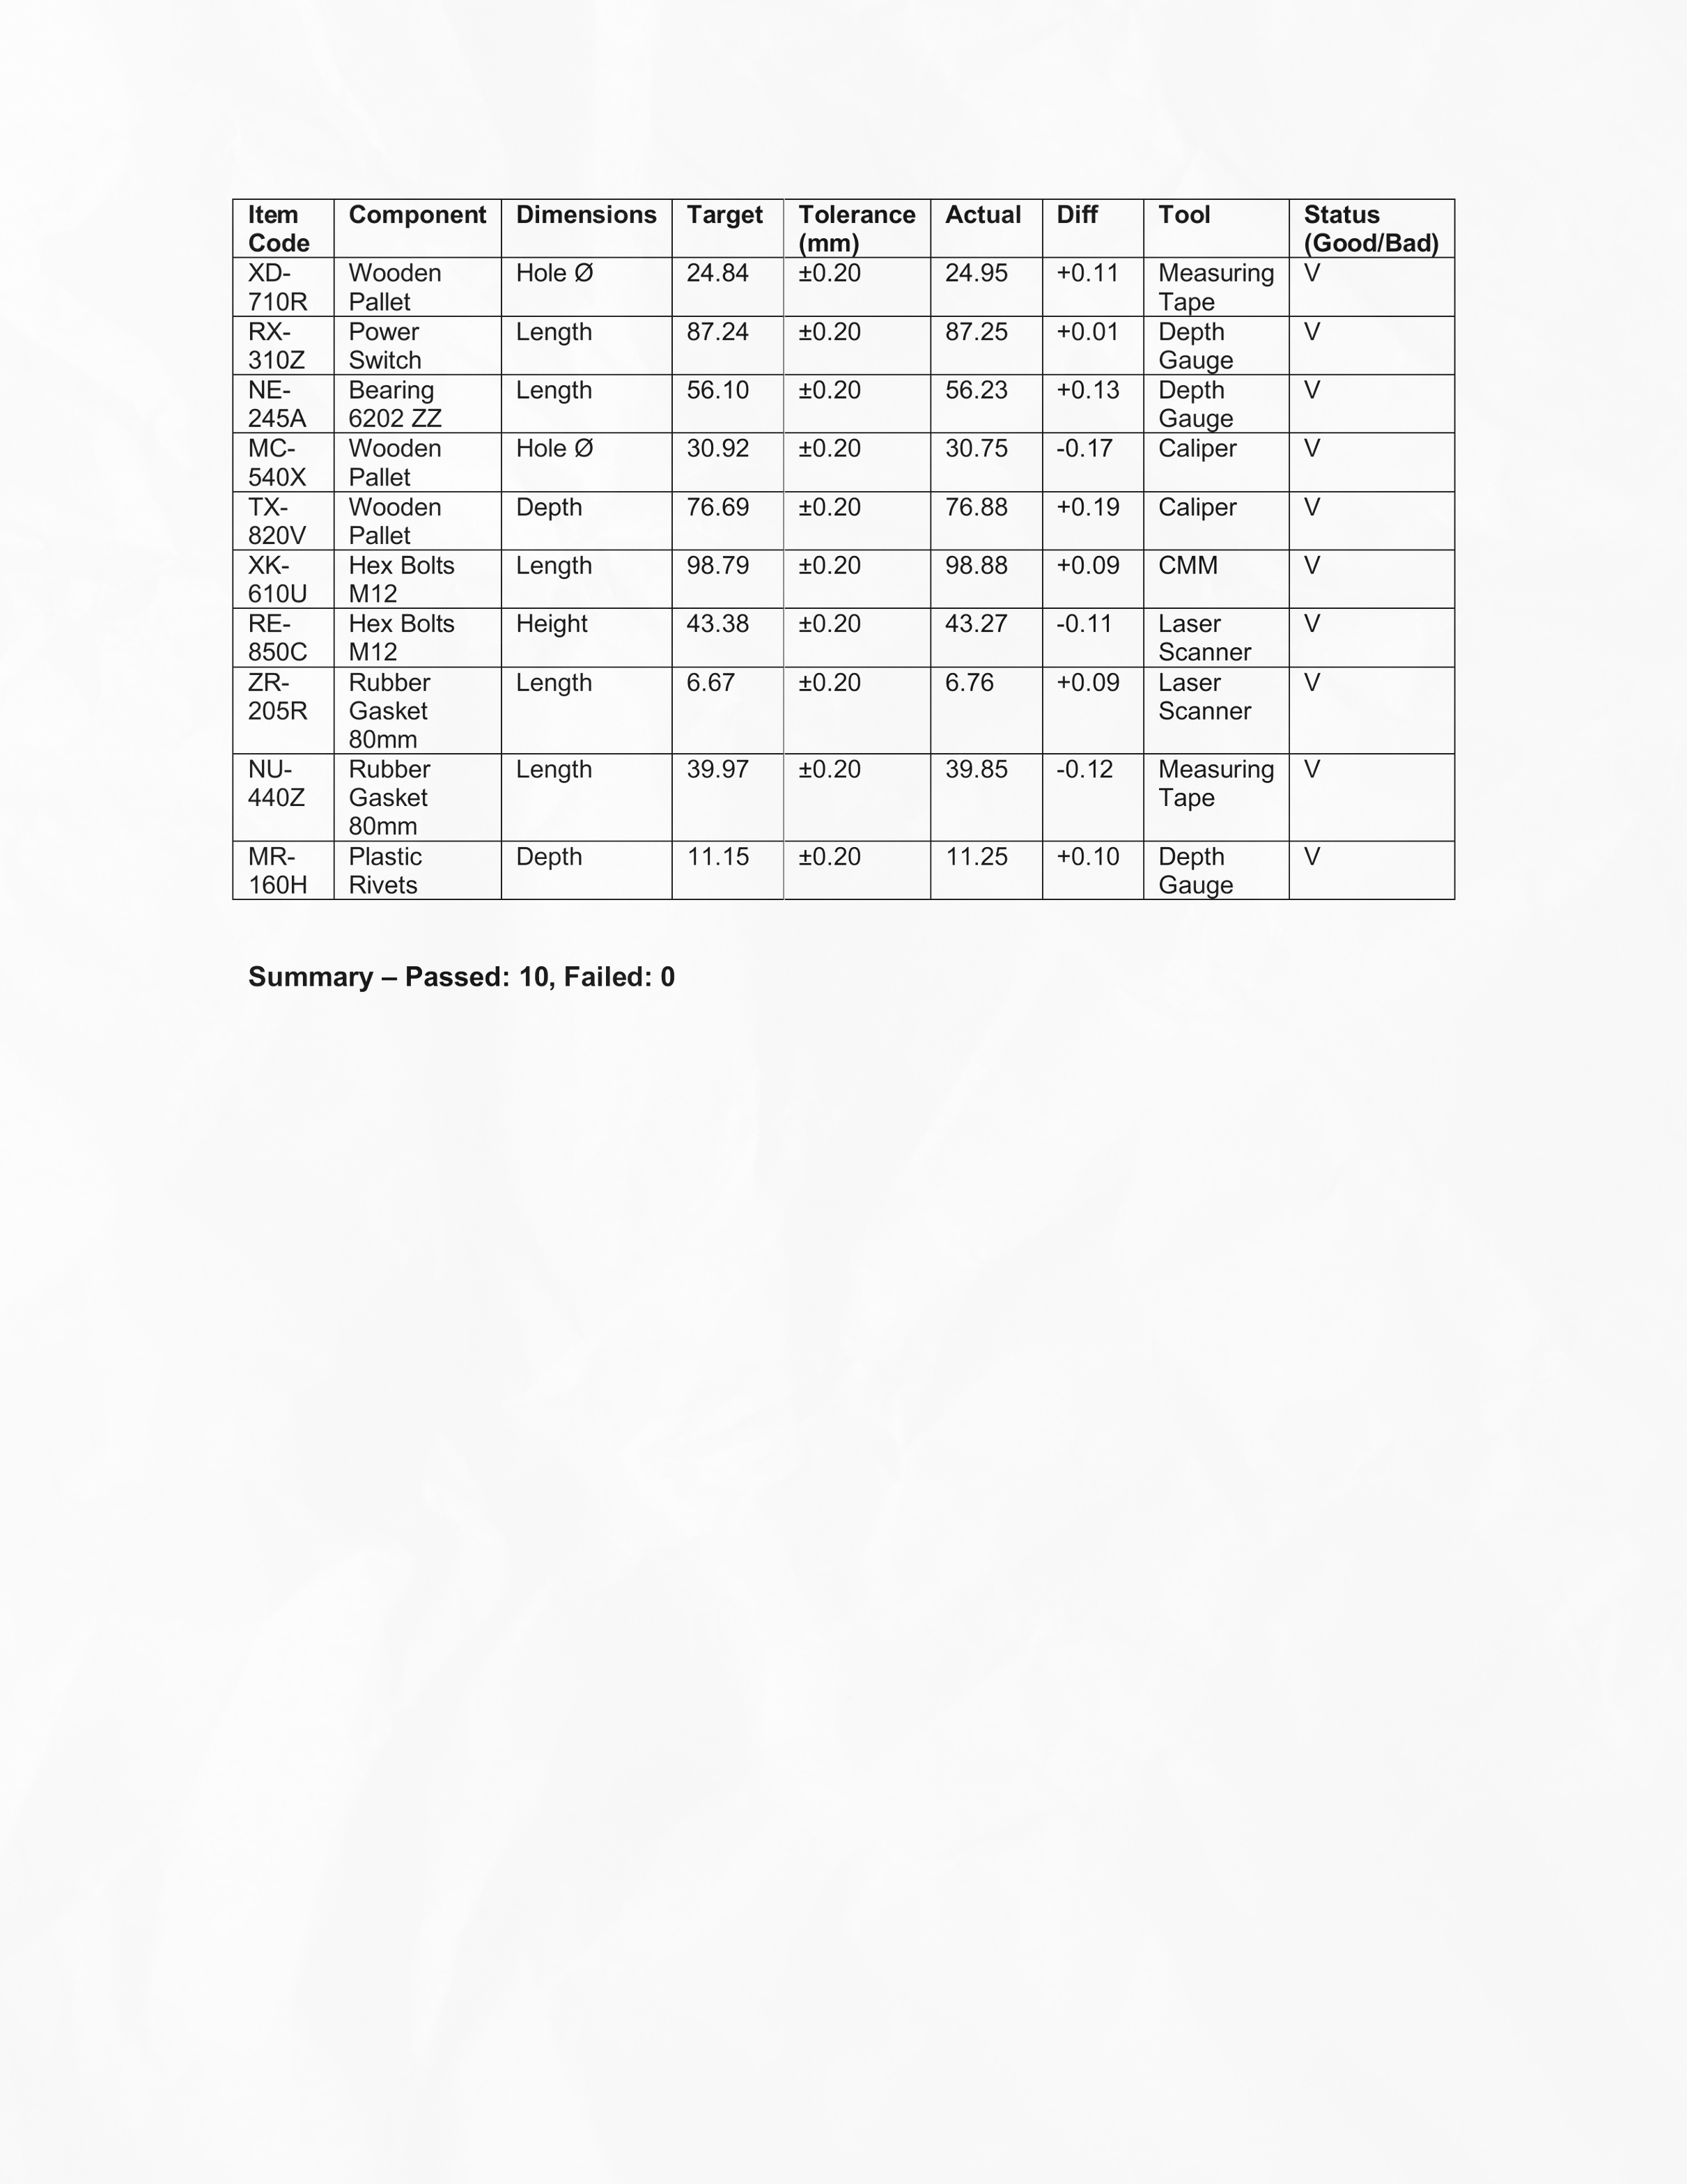 Item Code Component Dimensions Target Tolerance (mm) Actual Diff Tool Status (Good/Bad)
XD-710R Wooden Pallet Hole Ø 24.84 ±0.20 24.95 +0.11 Measuring Tape V
RX-310Z Power Switch Length 87.24 ±0.20 87.25 +0.01 Depth Gauge V
NE-245A Bearing 6202 ZZ Length 56.10 ±0.20 56.23 +0.13 Depth Gauge V
MC-540X Wooden Pallet Hole Ø 30.92 ±0.20 30.75 -0.17 Caliper V
TX-820V Wooden Pallet Depth 76.69 ±0.20 76.88 +0.19 Caliper V
XK-610U Hex Bolts M12 Length 98.79 ±0.20 98.88 +0.09 CMM V
RE-850C Hex Bolts M12 Height 43.38 ±0.20 43.27 -0.11 Laser Scanner V
ZR-205R Rubber Gasket 80mm Length 6.67 ±0.20 6.76 +0.09 Laser Scanner V
NU-440Z Rubber Gasket 80mm Length 39.97 ±0.20 39.85 -0.12 Measuring Tape V
MR-160H Plastic Rivets Depth 11.15 ±0.20 11.25 +0.10 Depth Gauge V
Summary – Passed: 10, Failed: 0